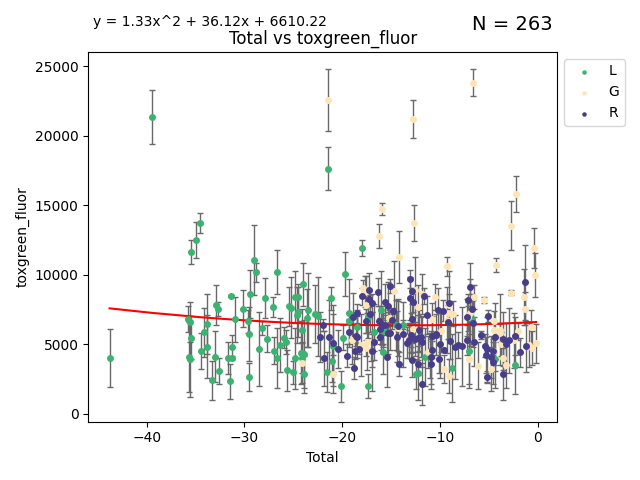 y = 1.33x^2 + 36.12x + 6610.22
N = 263
Total vs toxgreen_fluor
25000
20000
15000
10000
5000
0
toxgreen_fluor
−40
−30
−20
−10
0
Total
L
G
R